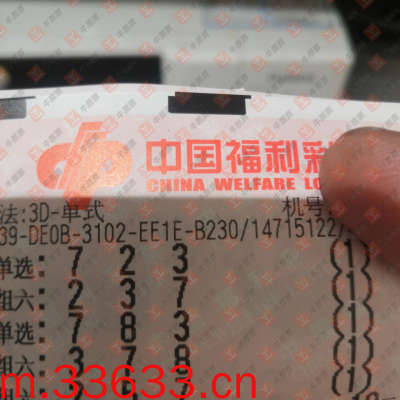 中国福利彩
CHINA WELFARE LO
法:3D-单式 机号:
39-DE0B-3102-EE1E-B230/14715122/
单选: 7 2 3 (1)
组六: 2 3 7 (1)
单选: 7 8 3 (1)
组六: 3 7 8 (1)
m.33633.cn